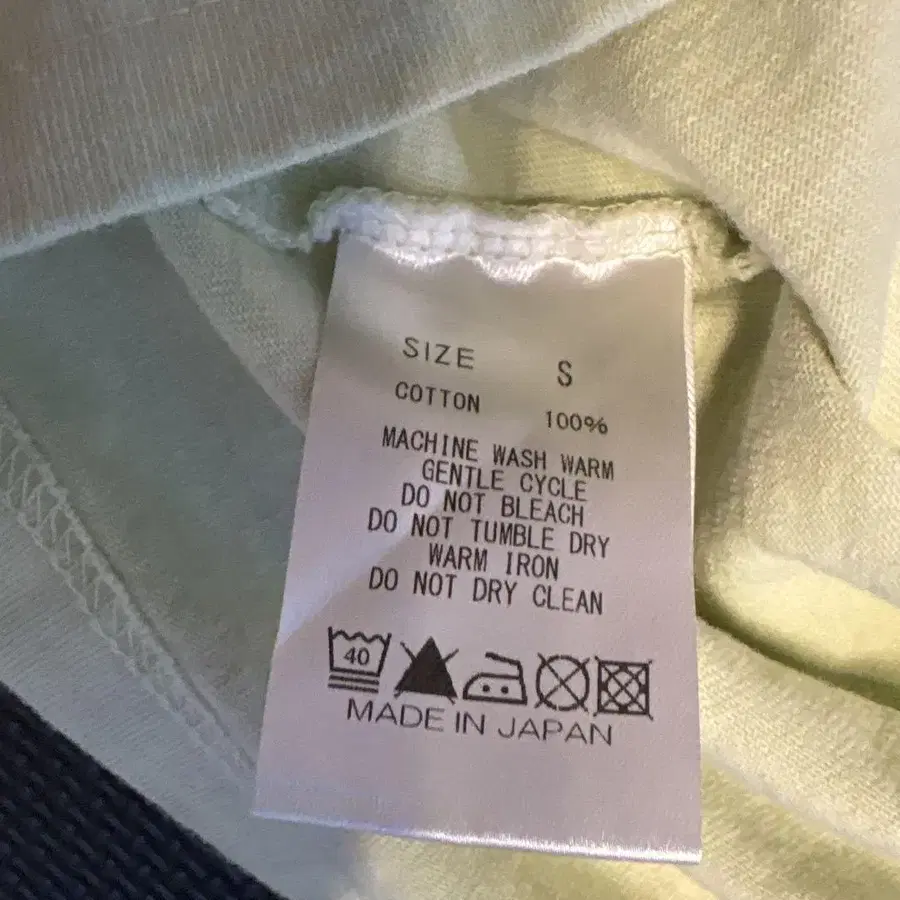 SIZE S
COTTON 100%
MACHINE WASH WARM
GENTLE CYCLE
DO NOT BLEACH
DO NOT TUMBLE DRY
WARM IRON
DO NOT DRY CLEAN
40
MADE IN JAPAN